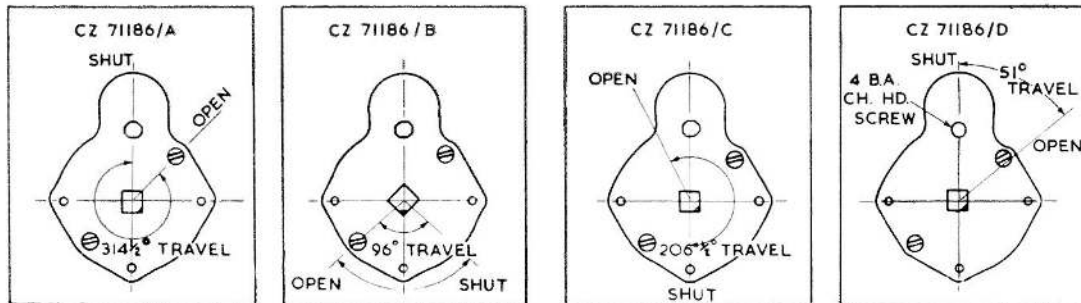 CZ 71186/A
SHUT
OPEN
314½° TRAVEL
CZ 71186/B
96° TRAVEL
OPEN
SHUT
CZ 71186/C
OPEN
206½° TRAVEL
SHUT
CZ 71186/D
SHUT
51°
TRAVEL
4 B.A.
CH. HD.
SCREW
OPEN